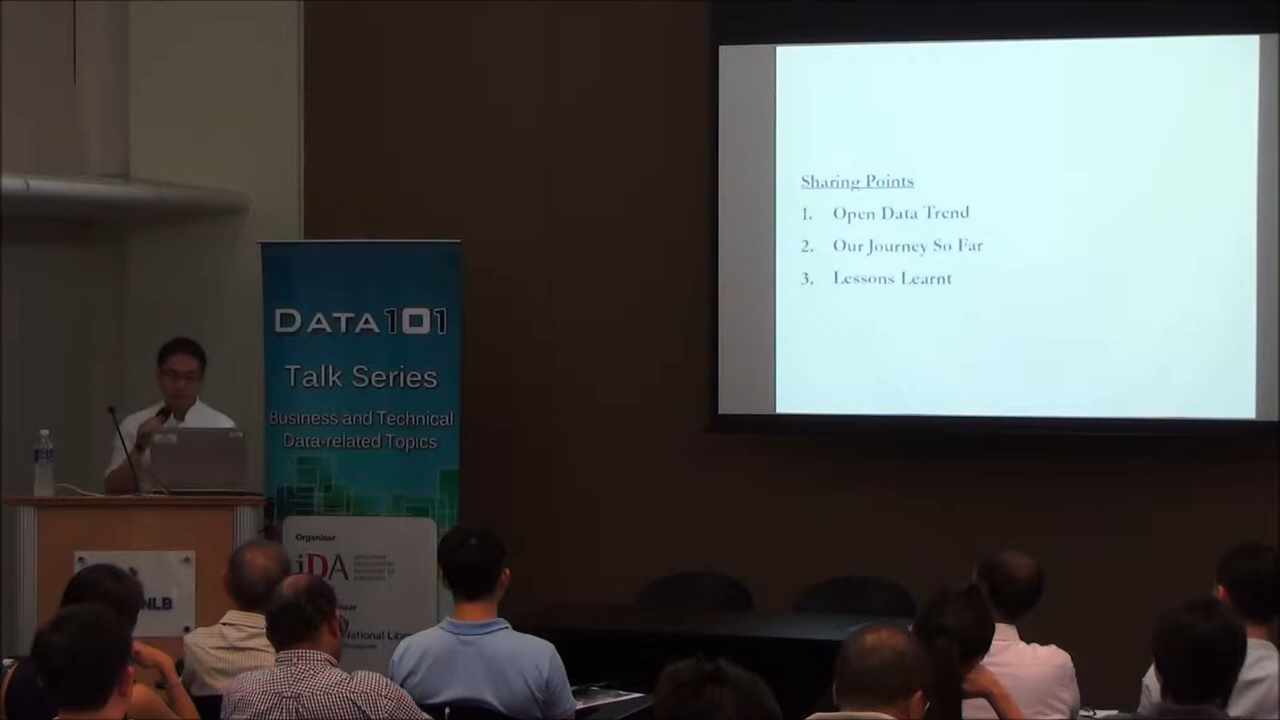 Sharing Points
1. Open Data Trend
2. Our Journey So Far
3. Lessons Learnt
DATA101
Talk Series
Business and Technical
Data-related Topics
Organiser
iDA
National Libr
NLB